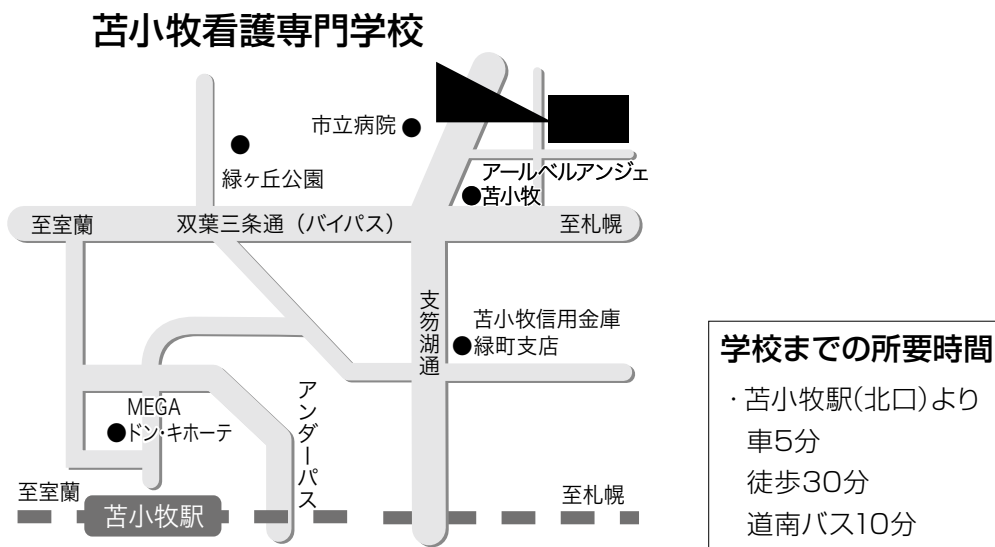 苫小牧看護専門学校
市立病院
緑ヶ丘公園
アールベルアンジェ
苫小牧
至室蘭
双葉三条通（バイパス）
至札幌
支笏湖通
苫小牧信用金庫
緑町支店
アンダーパス
MEGA
ドン・キホーテ
至室蘭
苫小牧駅
至札幌
学校までの所要時間
・苫小牧駅(北口)より
車5分
徒歩30分
道南バス10分